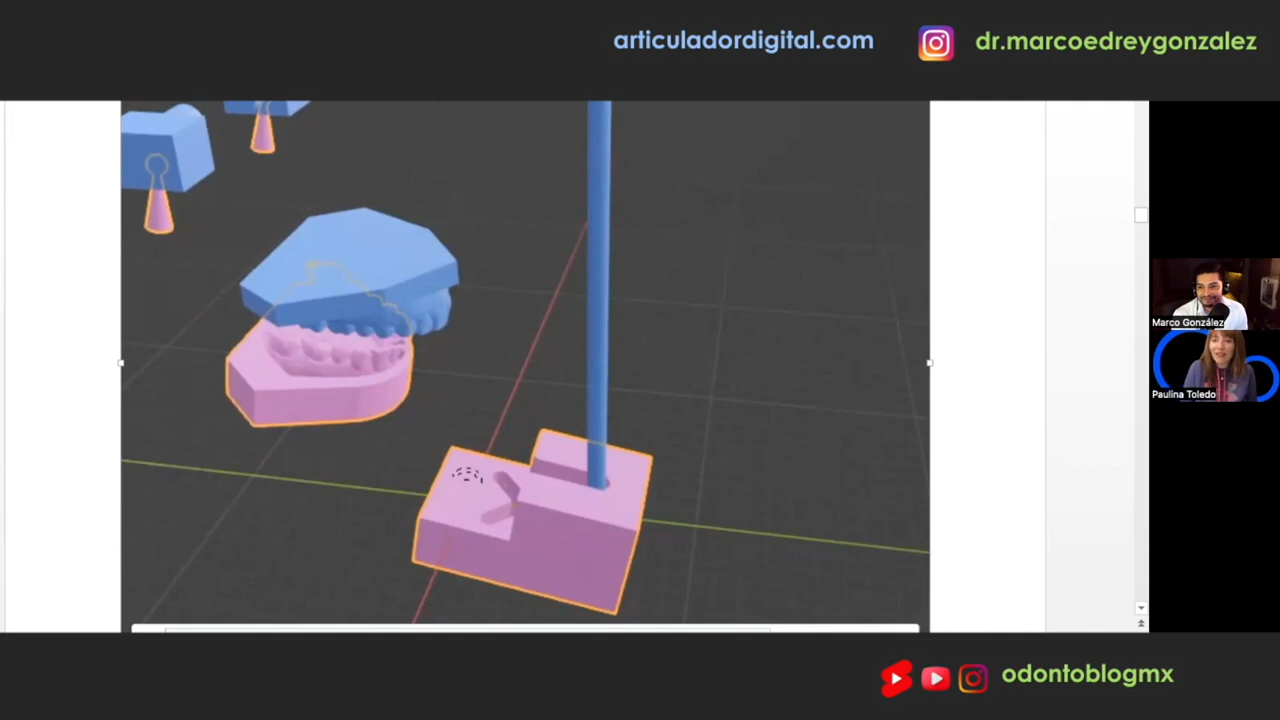 articuladordigital.com
dr.marcoedreygonzalez
Marco González
Paulina Toledo
odontoblogmx